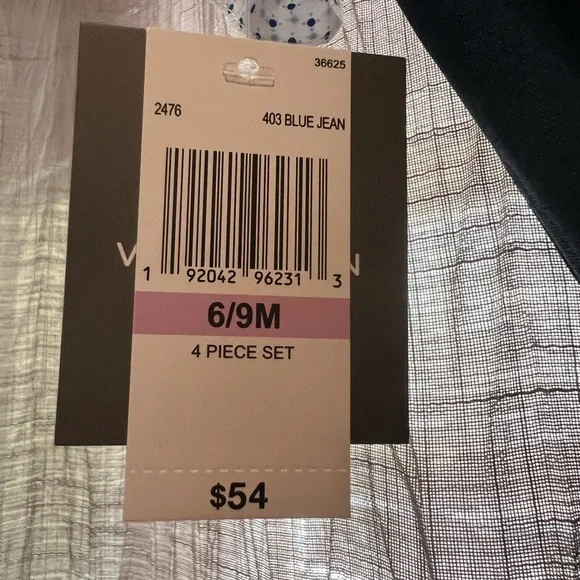 36625
2476 403 BLUE JEAN
1 92042 96231 3
6/9M
4 PIECE SET
$54